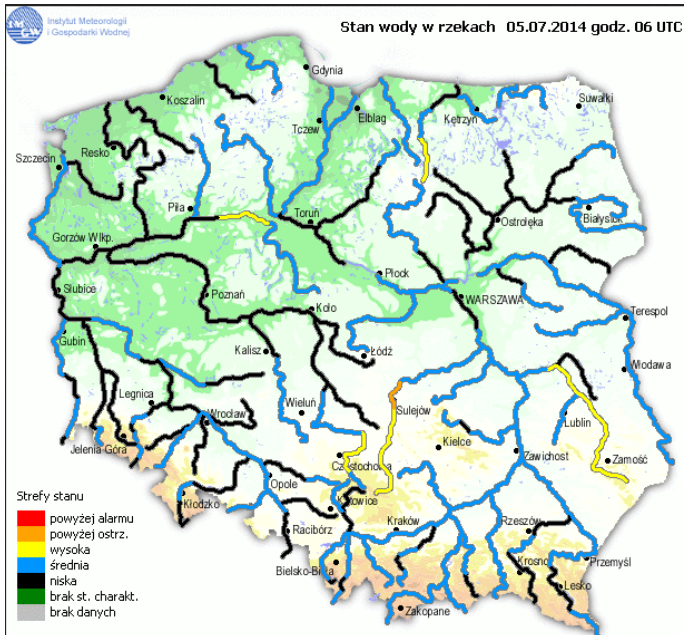 Instytut Meteorologii
i Gospodarki Wodnej
Stan wody w rzekach 05.07.2014 godz. 06 UTC
Gdynia
Koszalin
Suwałki
Tczew
Elbląg
Kętrzyn
Resko
Szczecin
Piła
Toruń
Ostrołęka
Białystok
Gorzów Wlkp.
Płock
Słubice
Poznań
Koło
WARSZAWA
Terespol
Gubin
Kalisz
Łódź
Włodawa
Legnica
Wrocław
Wieluń
Sulejów
Lublin
Jelenia Góra
Kielce
Zawichost
Zamość
Częstochowa
Opole
Kłodzko
Katowice
Racibórz
Kraków
Rzeszów
Bielsko-Biała
Krosno
Przemyśl
Lesko
Zakopane
Strefy stanu
powyżej alarmu
powyżej ostrz.
wysoka
średnia
niska
brak st. charakt.
brak danych